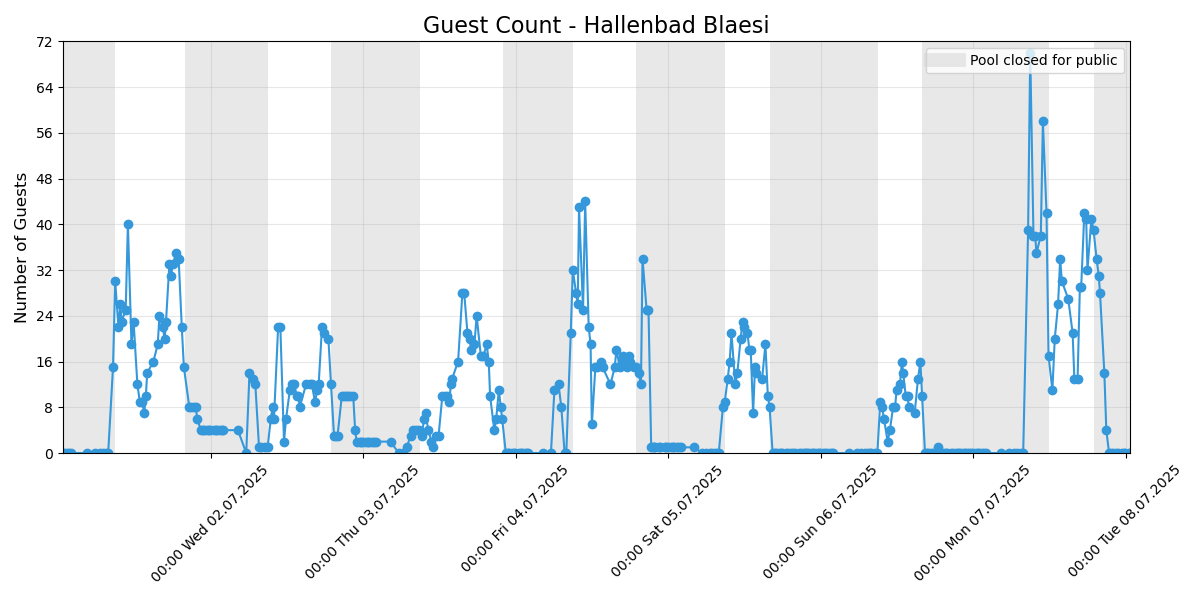 Guest Count - Hallenbad Blaesi
Pool closed for public
Number of Guests
72
64
56
48
40
32
24
16
8
0
00:00 Wed 02.07.2025
00:00 Thu 03.07.2025
00:00 Fri 04.07.2025
00:00 Sat 05.07.2025
00:00 Sun 06.07.2025
00:00 Mon 07.07.2025
00:00 Tue 08.07.2025